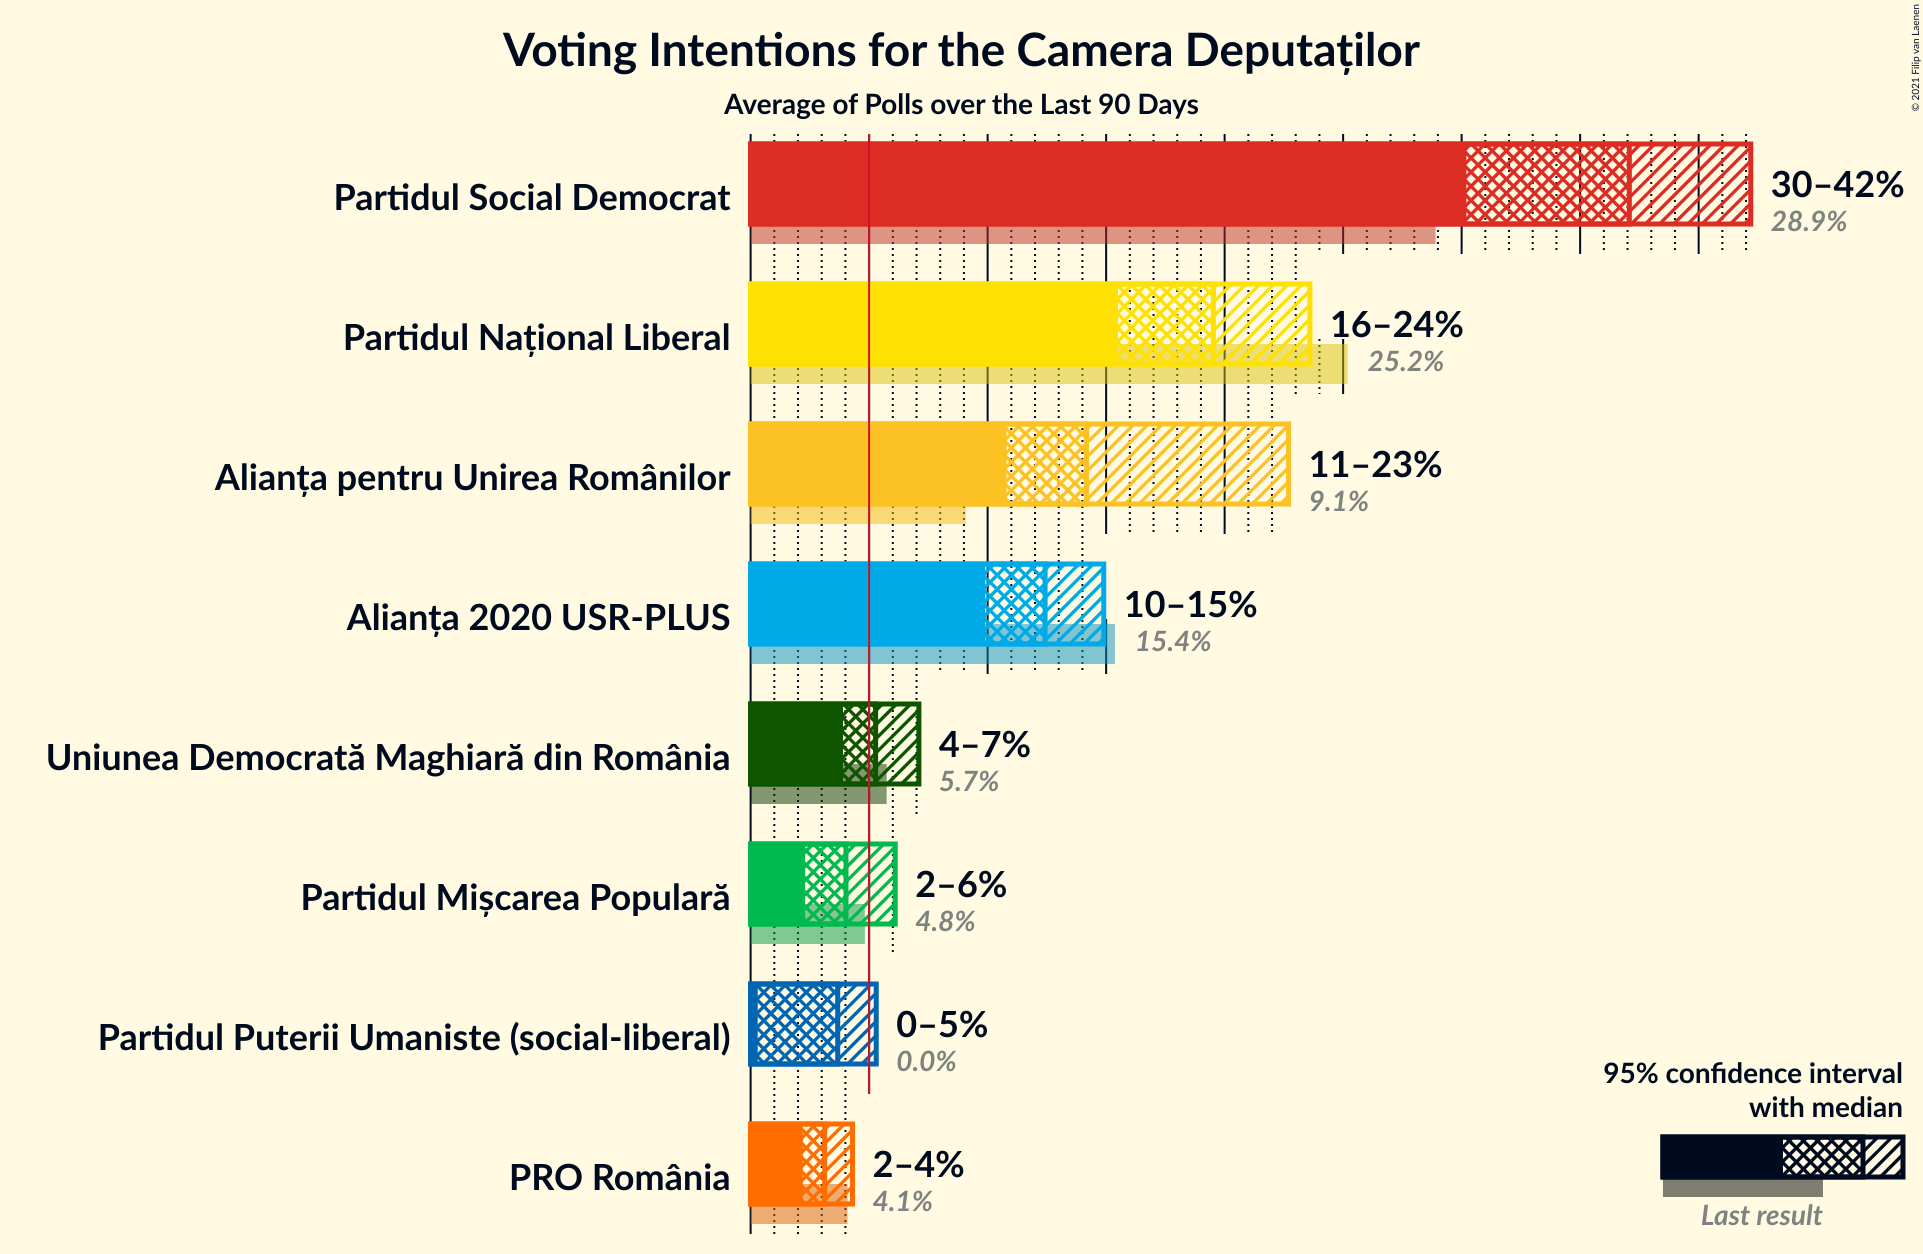 Voting Intentions for the Camera Deputaților
Average of Polls over the Last 90 Days
© 2021 Filip van Laenen
Partidul Social Democrat
30–42%
28.9%
Partidul Național Liberal
16–24%
25.2%
Alianța pentru Unirea Românilor
11–23%
9.1%
Alianța 2020 USR-PLUS
10–15%
15.4%
Uniunea Democrată Maghiară din România
4–7%
5.7%
Partidul Mișcarea Populară
2–6%
4.8%
Partidul Puterii Umaniste (social-liberal)
0–5%
0.0%
PRO România
2–4%
4.1%
95% confidence interval
with median
Last result